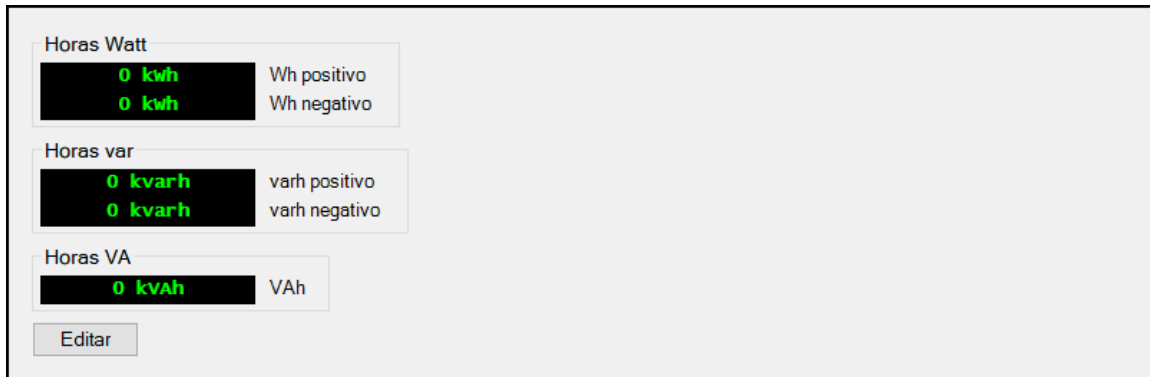 Horas Watt
0 kWh Wh positivo
0 kWh Wh negativo
Horas var
0 kvarh varh positivo
0 kvarh varh negativo
Horas VA
0 kVAh VAh
Editar